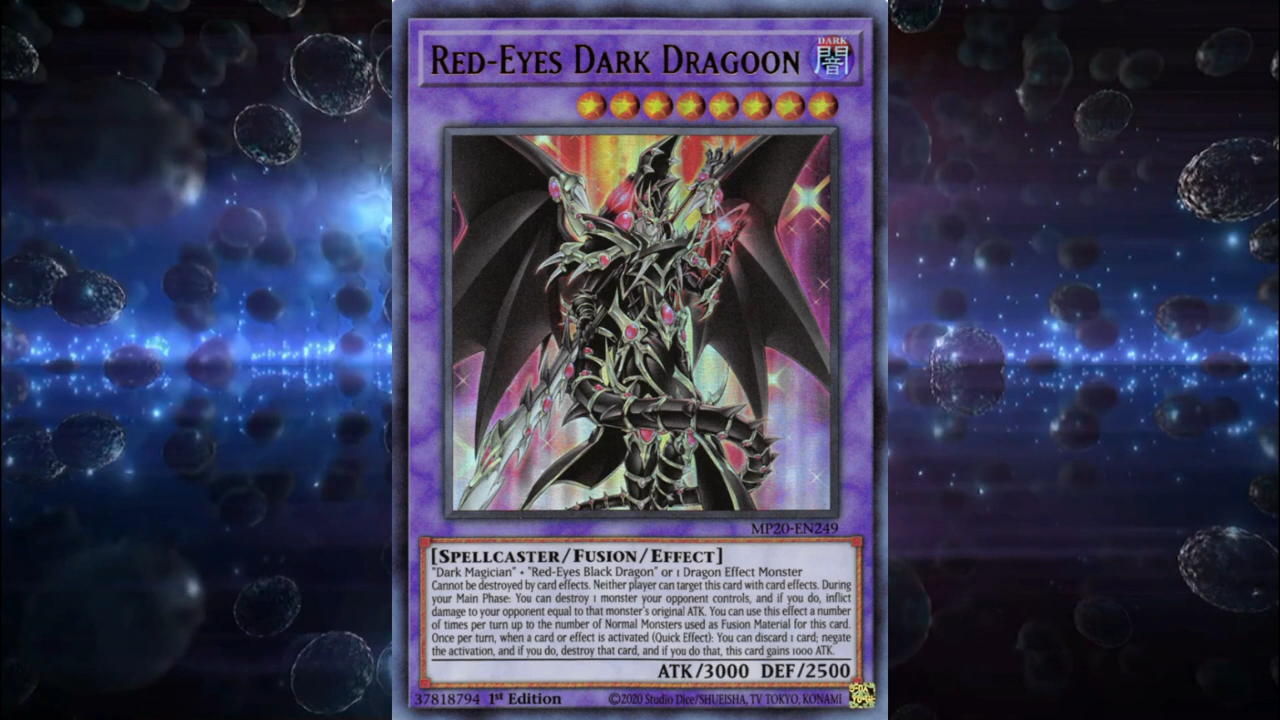 RED-EYES DARK DRAGOON
DARK
闇
MP20-EN249
[SPELLCASTER/FUSION/EFFECT]
"Dark Magician" + "Red-Eyes Black Dragon" or 1 Dragon Effect Monster
Cannot be destroyed by card effects. Neither player can target this card with card effects. During
your Main Phase: You can destroy 1 monster your opponent controls, and if you do, inflict
damage to your opponent equal to that monster's original ATK. You can use this effect a number
of times per turn up to the number of Normal Monsters used as Fusion Material for this card.
Once per turn, when a card or effect is activated (Quick Effect): You can discard 1 card; negate
the activation, and if you do, destroy that card, and if you do that, this card gains 1000 ATK.
ATK/3000 DEF/2500
37818794 1st Edition ©2020 Studio Dice/SHUEISHA, TV TOKYO, KONAMI